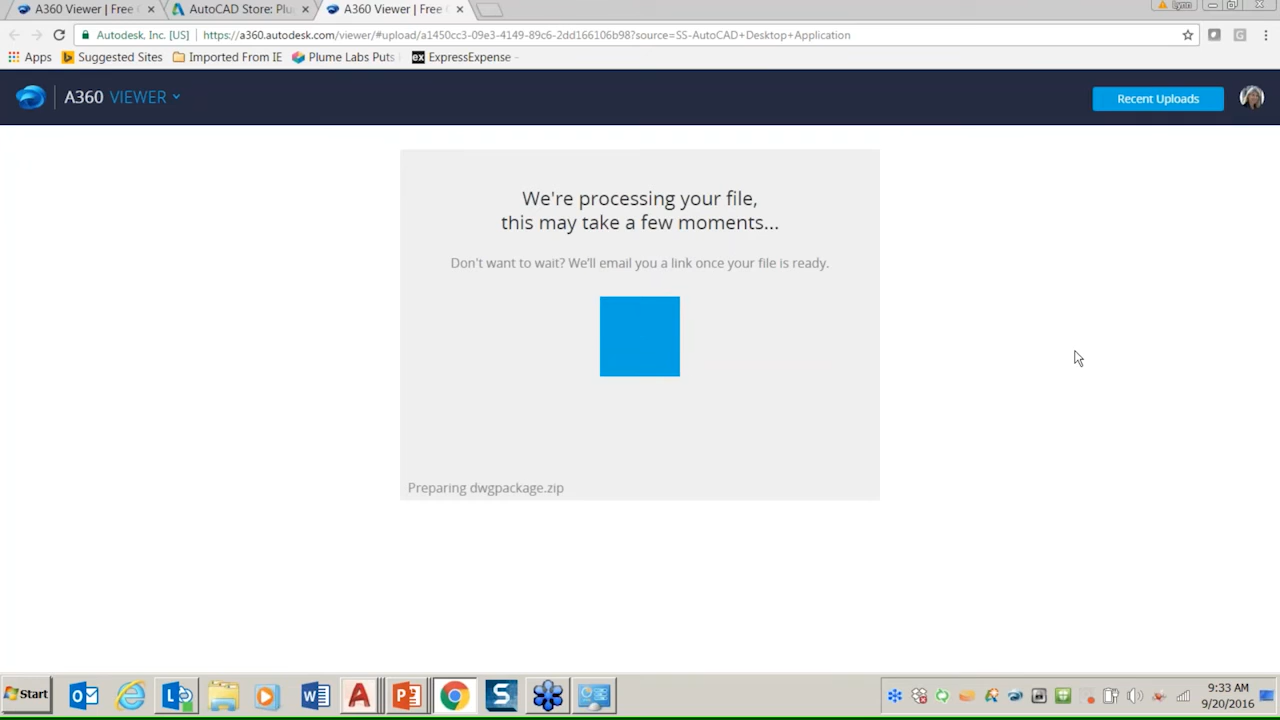 A360 Viewer | Free
AutoCAD Store: Plu
A360 Viewer | Free
Lynn
Autodesk, Inc. [US]
https://a360.autodesk.com/viewer/#upload/a1450cc3-09e3-4149-89c6-2dd166106b98?source=SS-AutoCAD+Desktop+Application
Apps
Suggested Sites
Imported From IE
Plume Labs Puts
ex ExpressExpense -
A360 VIEWER
Recent Uploads
We're processing your file,
this may take a few moments...
Don't want to wait? We'll email you a link once your file is ready.
Preparing dwgpackage.zip
Start
9:33 AM
9/20/2016